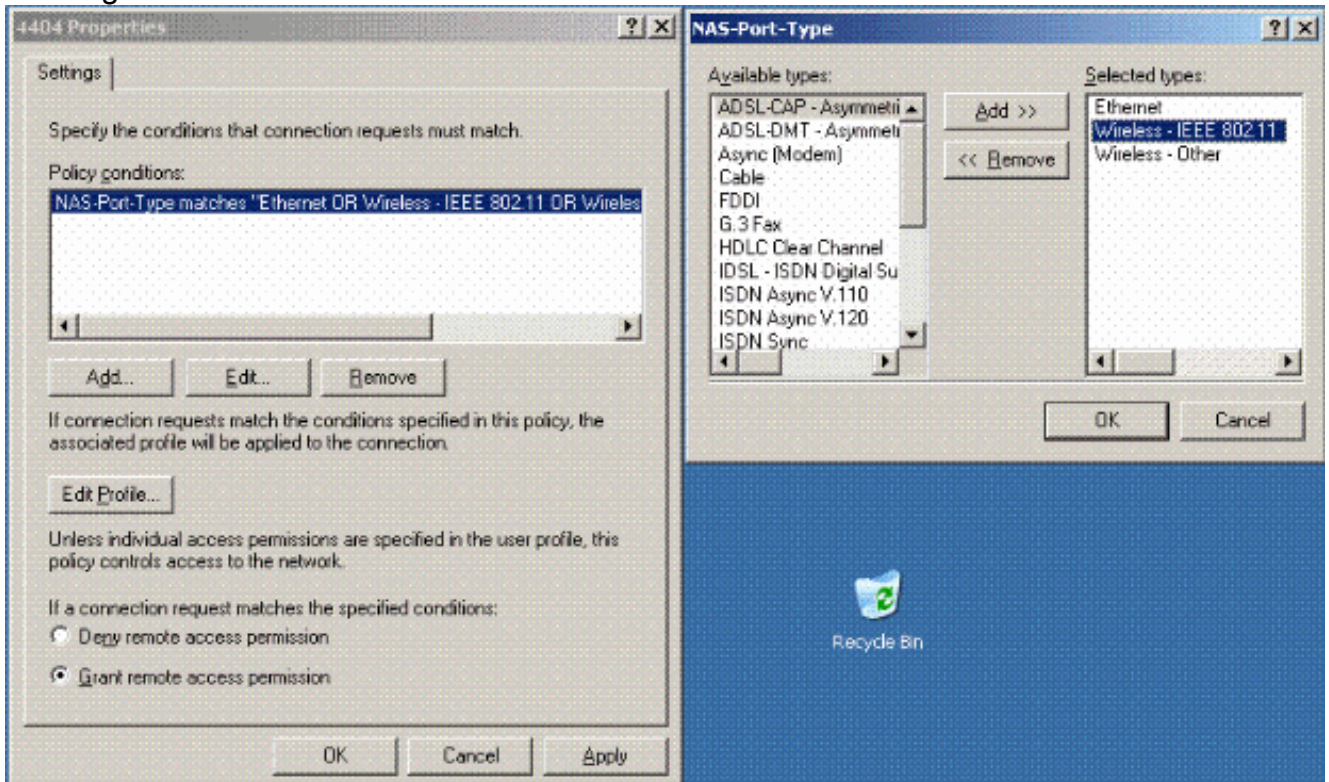 4404 Properties
Settings
Specify the conditions that connection requests must match.
Policy conditions:
NAS-Port-Type matches "Ethernet OR Wireless - IEEE 802.11 OR Wireles
Add...
Edit...
Remove
If connection requests match the conditions specified in this policy, the
associated profile will be applied to the connection.
Edit Profile...
Unless individual access permissions are specified in the user profile, this
policy controls access to the network.
If a connection request matches the specified conditions:
Deny remote access permission
Grant remote access permission
OK
Cancel
Apply
NAS-Port-Type
Available types:
ADSL-CAP - Asymmetri
ADSL-DMT - Asymmetr
Async (Modem)
Cable
FDDI
G.3 Fax
HDLC Clear Channel
IDSL - ISDN Digital Su
ISDN Async V.110
ISDN Async V.120
ISDN Sync
Add >>
<< Remove
Selected types:
Ethernet
Wireless - IEEE 802.11
Wireless - Other
OK
Cancel
Recycle Bin